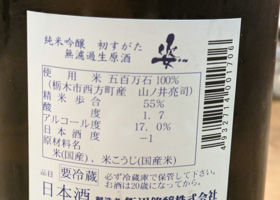 純米吟醸 初すがた
無濾過生原酒
姿
使用米 五百万石100%
(栃木市西方町産 山ノ井亮司)
精米歩合 55%
酸度 1.7
アルコール度 17.0%
日本酒度 -1
原材料名
米(国産)、米こうじ(国産米)
品目 要冷蔵 必ず冷蔵庫で保管して下さい。
お酒は20歳になってから。
日本酒
4932714001706